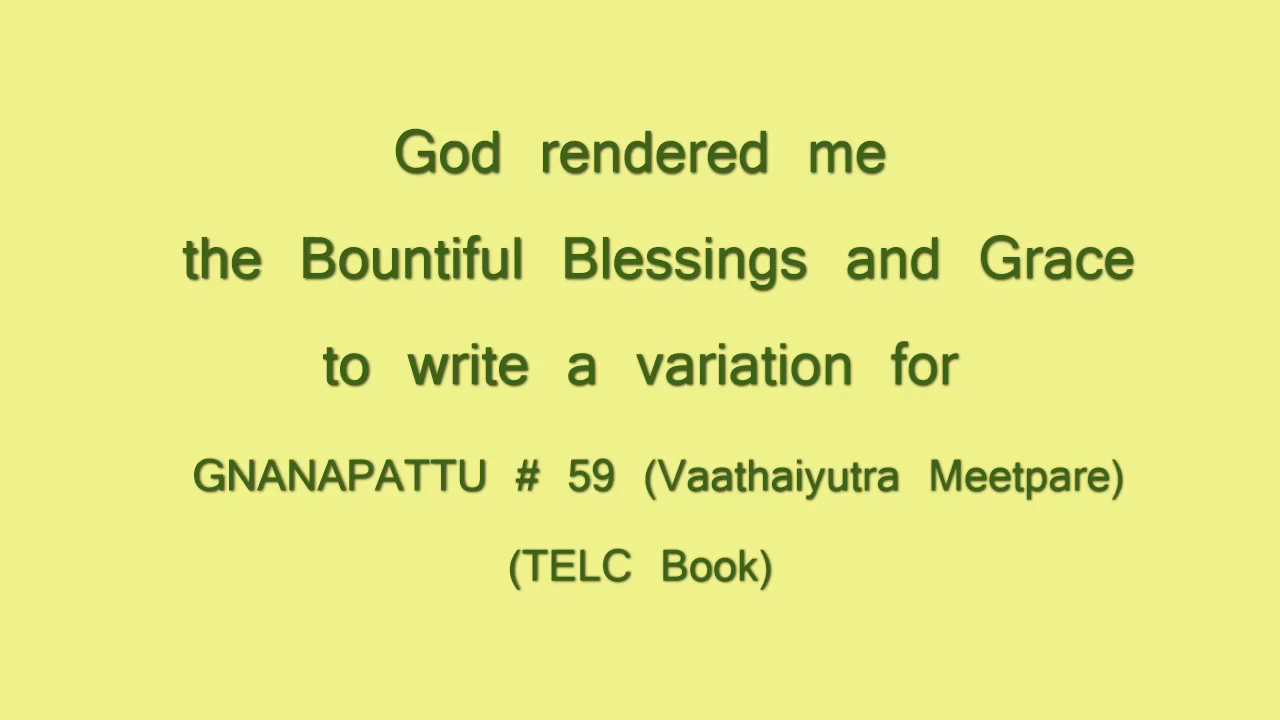 God rendered me
the Bountiful Blessings and Grace
to write a variation for
GNANAPATTU # 59 (Vaathaiyutra Meetpare)
(TELC Book)